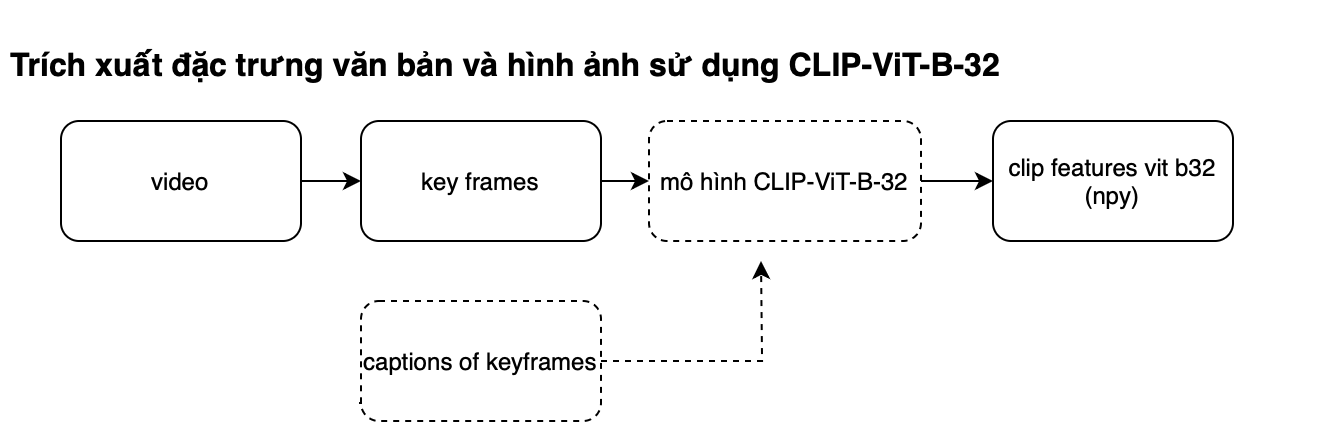 Trích xuất đặc trưng văn bản và hình ảnh sử dụng CLIP-ViT-B-32
video
key frames
mô hình CLIP-ViT-B-32
clip features vit b32
(npy)
captions of keyframes